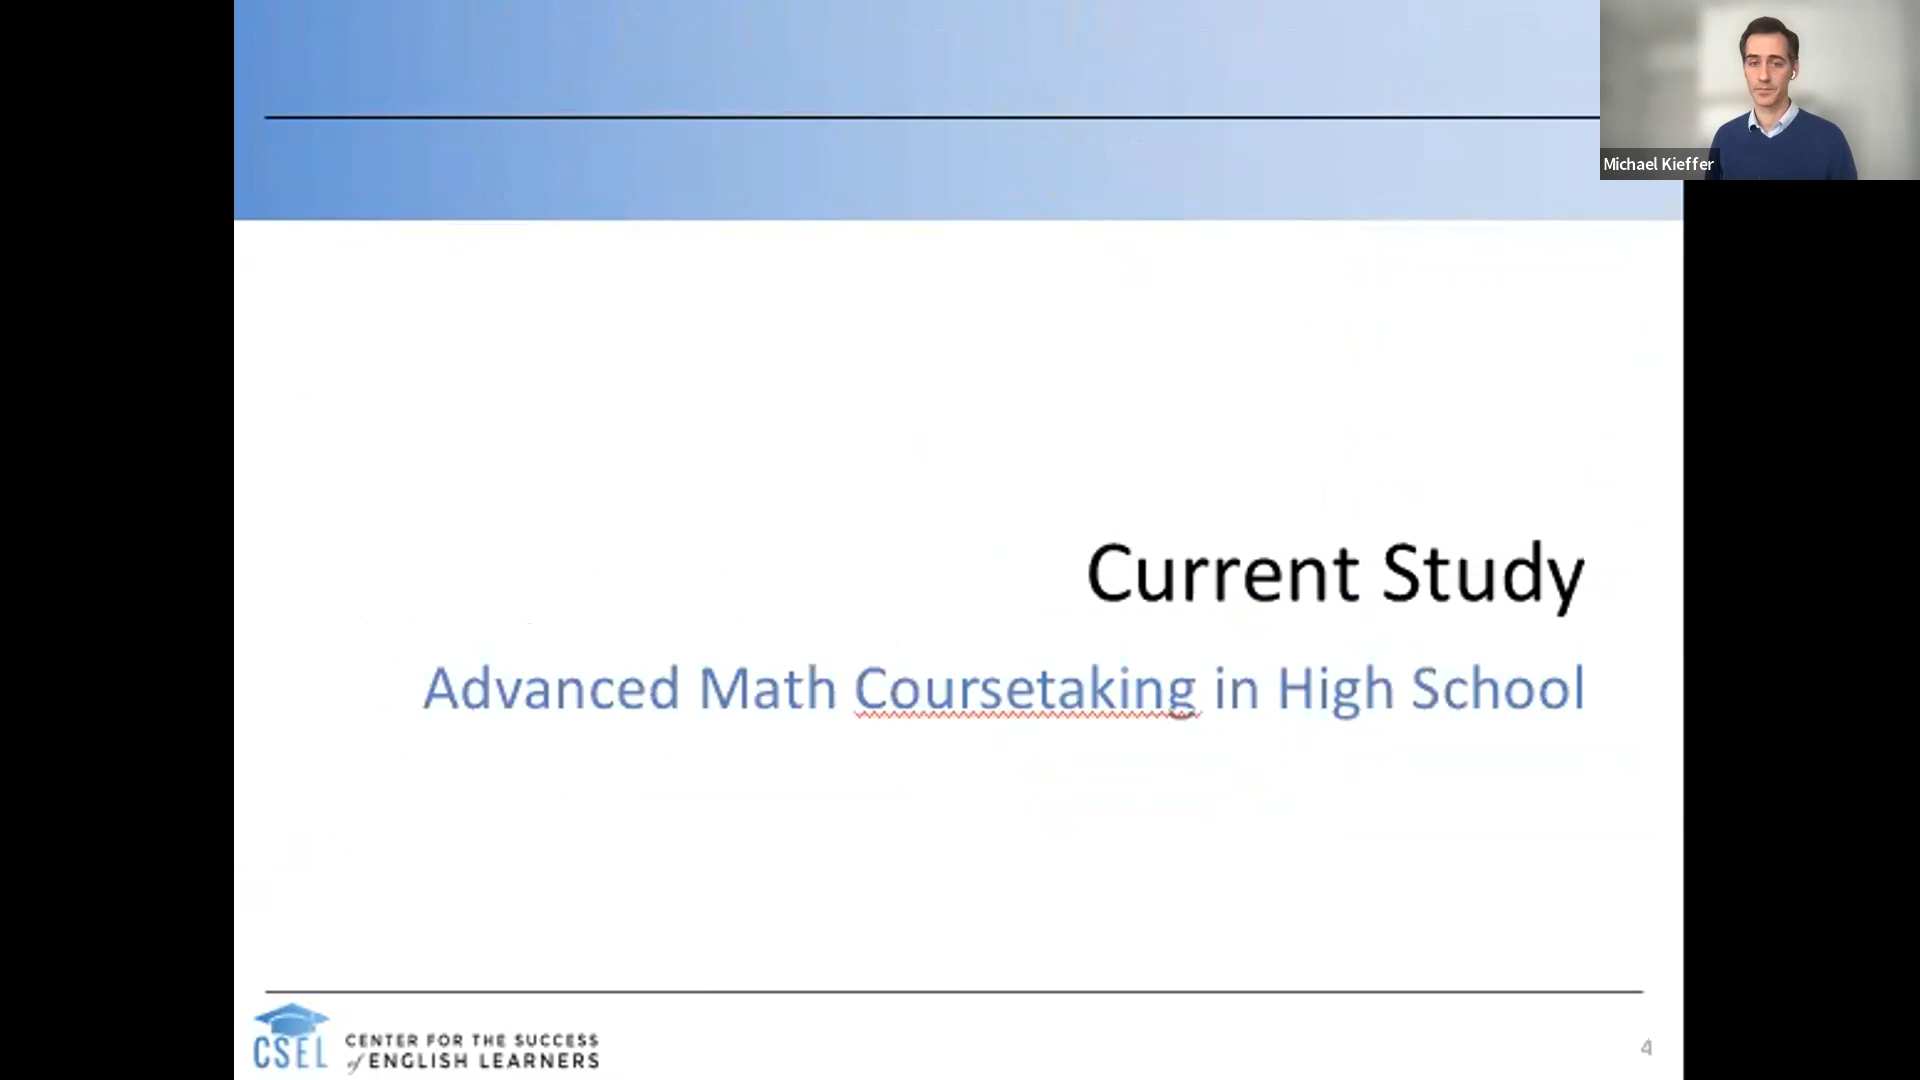 Michael Kieffer
Current Study
Advanced Math Coursetaking in High School
CSEL
CENTER FOR THE SUCCESS
of ENGLISH LEARNERS
4